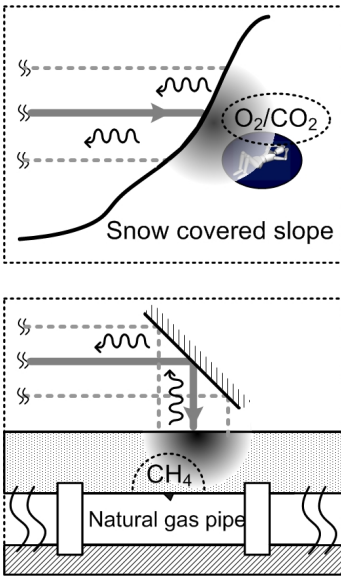 O₂/CO₂
Snow covered slope
CH₄
Natural gas pipe